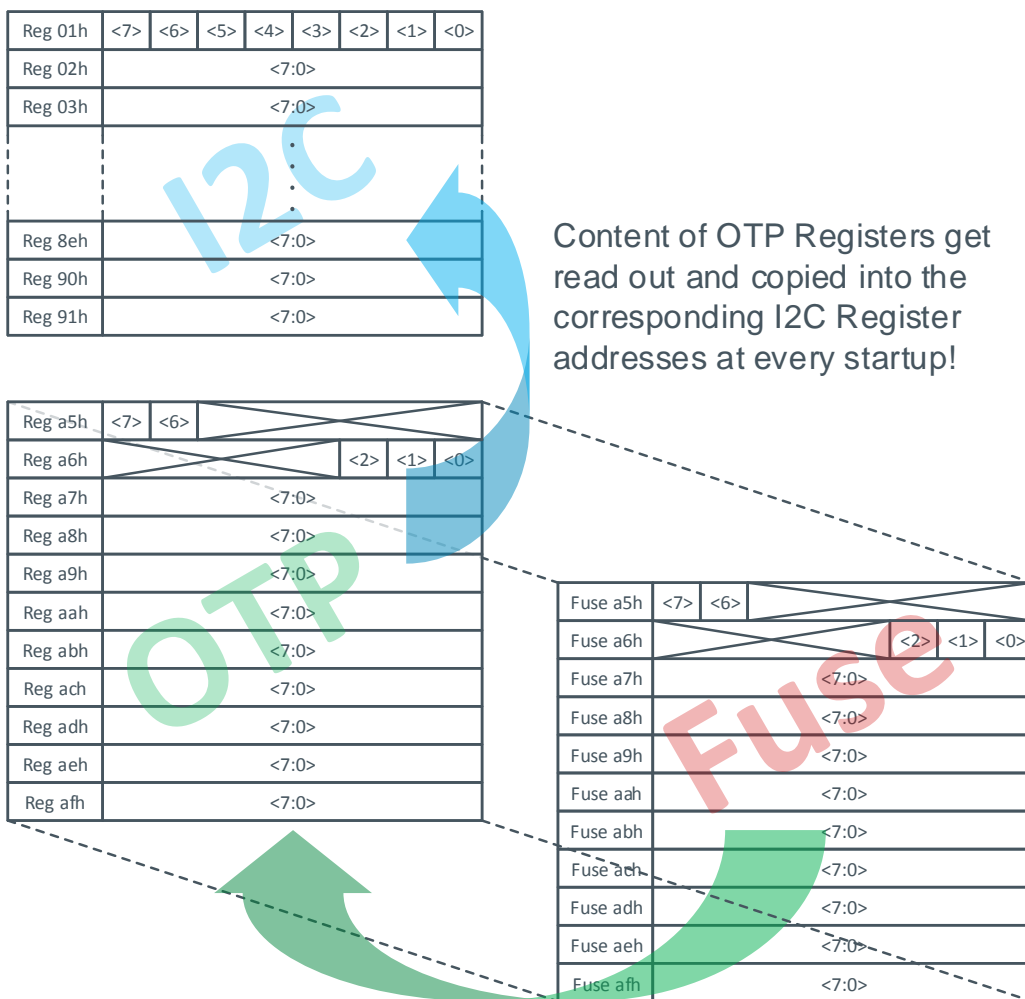 Reg 01h <7> <6> <5> <4> <3> <2> <1> <0>
Reg 02h <7:0>
Reg 03h <7:0>
I2C
Reg 8eh <7:0>
Reg 90h <7:0>
Reg 91h <7:0>
Content of OTP Registers get
read out and copied into the
corresponding I2C Register
addresses at every startup!
Reg a5h <7> <6>
Reg a6h <2> <1> <0>
Reg a7h <7:0>
Reg a8h <7:0>
Reg a9h <7:0>
Reg aah <7:0>
Reg abh <7:0>
Reg ach <7:0>
Reg adh <7:0>
Reg aeh <7:0>
Reg afh <7:0>
OTP
Fuse a5h <7> <6>
Fuse a6h <2> <1> <0>
Fuse a7h <7:0>
Fuse a8h <7:0>
Fuse a9h <7:0>
Fuse aah <7:0>
Fuse abh <7:0>
Fuse ach <7:0>
Fuse adh <7:0>
Fuse aeh <7:0>
Fuse afh <7:0>
Fuse